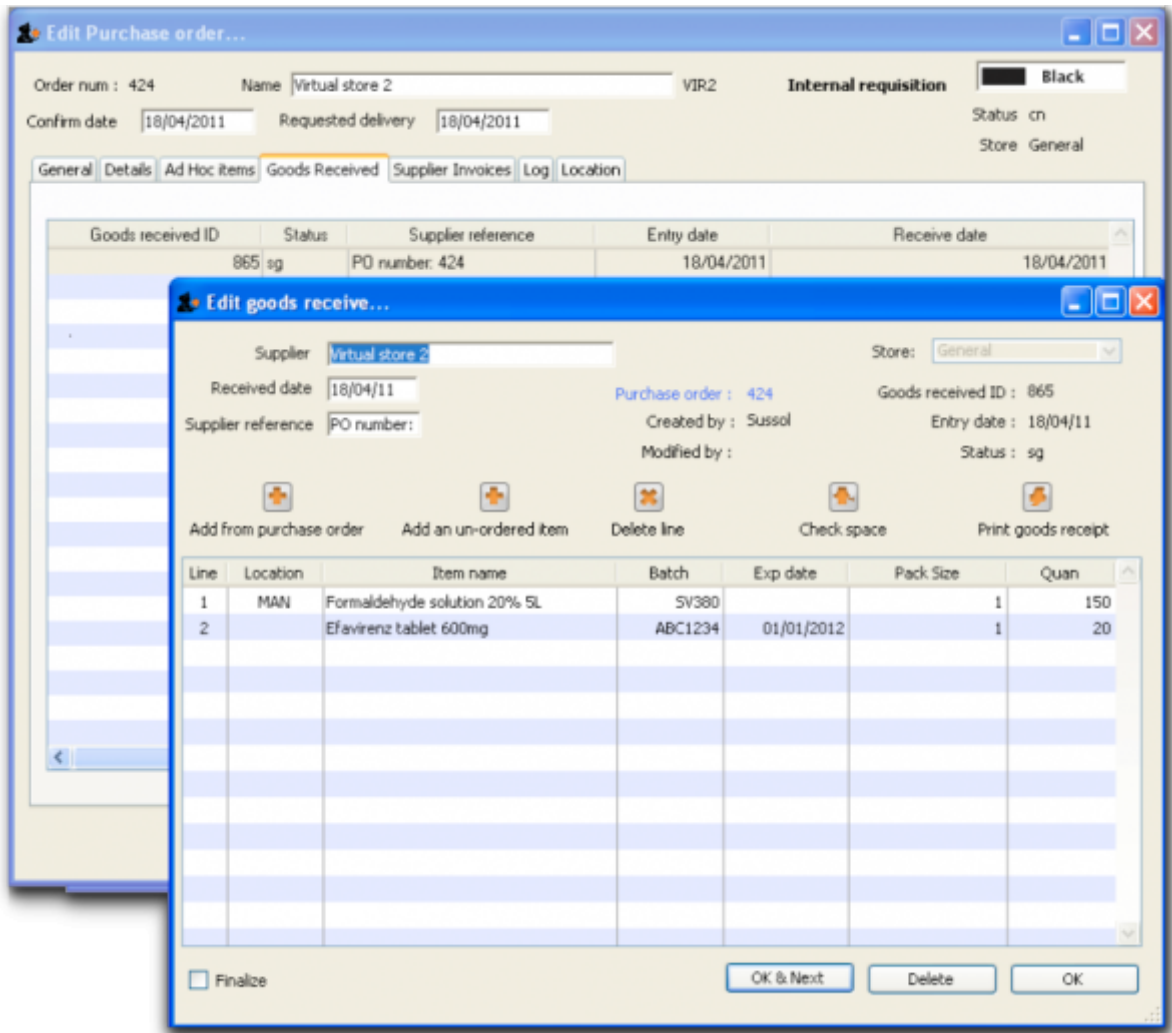 Edit Purchase order...
Order num : 424 Name Virtual store 2 VIR2 Internal requisition Black
Confirm date 18/04/2011 Requested delivery 18/04/2011 Status cn
Store General
General Details Ad Hoc items Goods Received Supplier Invoices Log Location
Goods received ID Status Supplier reference Entry date Receive date
865 sg PO number: 424 18/04/2011 18/04/2011
Edit goods receive...
Supplier Virtual store 2 Store: General
Received date 18/04/11 Purchase order : 424 Goods received ID : 865
Supplier reference PO number: Created by : Sussol Entry date : 18/04/11
Modified by : Status : sg
Add from purchase order Add an un-ordered item Delete line Check space Print goods receipt
Line Location Item name Batch Exp date Pack Size Quan
1 MAN Formaldehyde solution 20% 5L SV380 1 150
2 Efavirenz tablet 600mg ABC1234 01/01/2012 1 20
Finalize OK & Next Delete OK